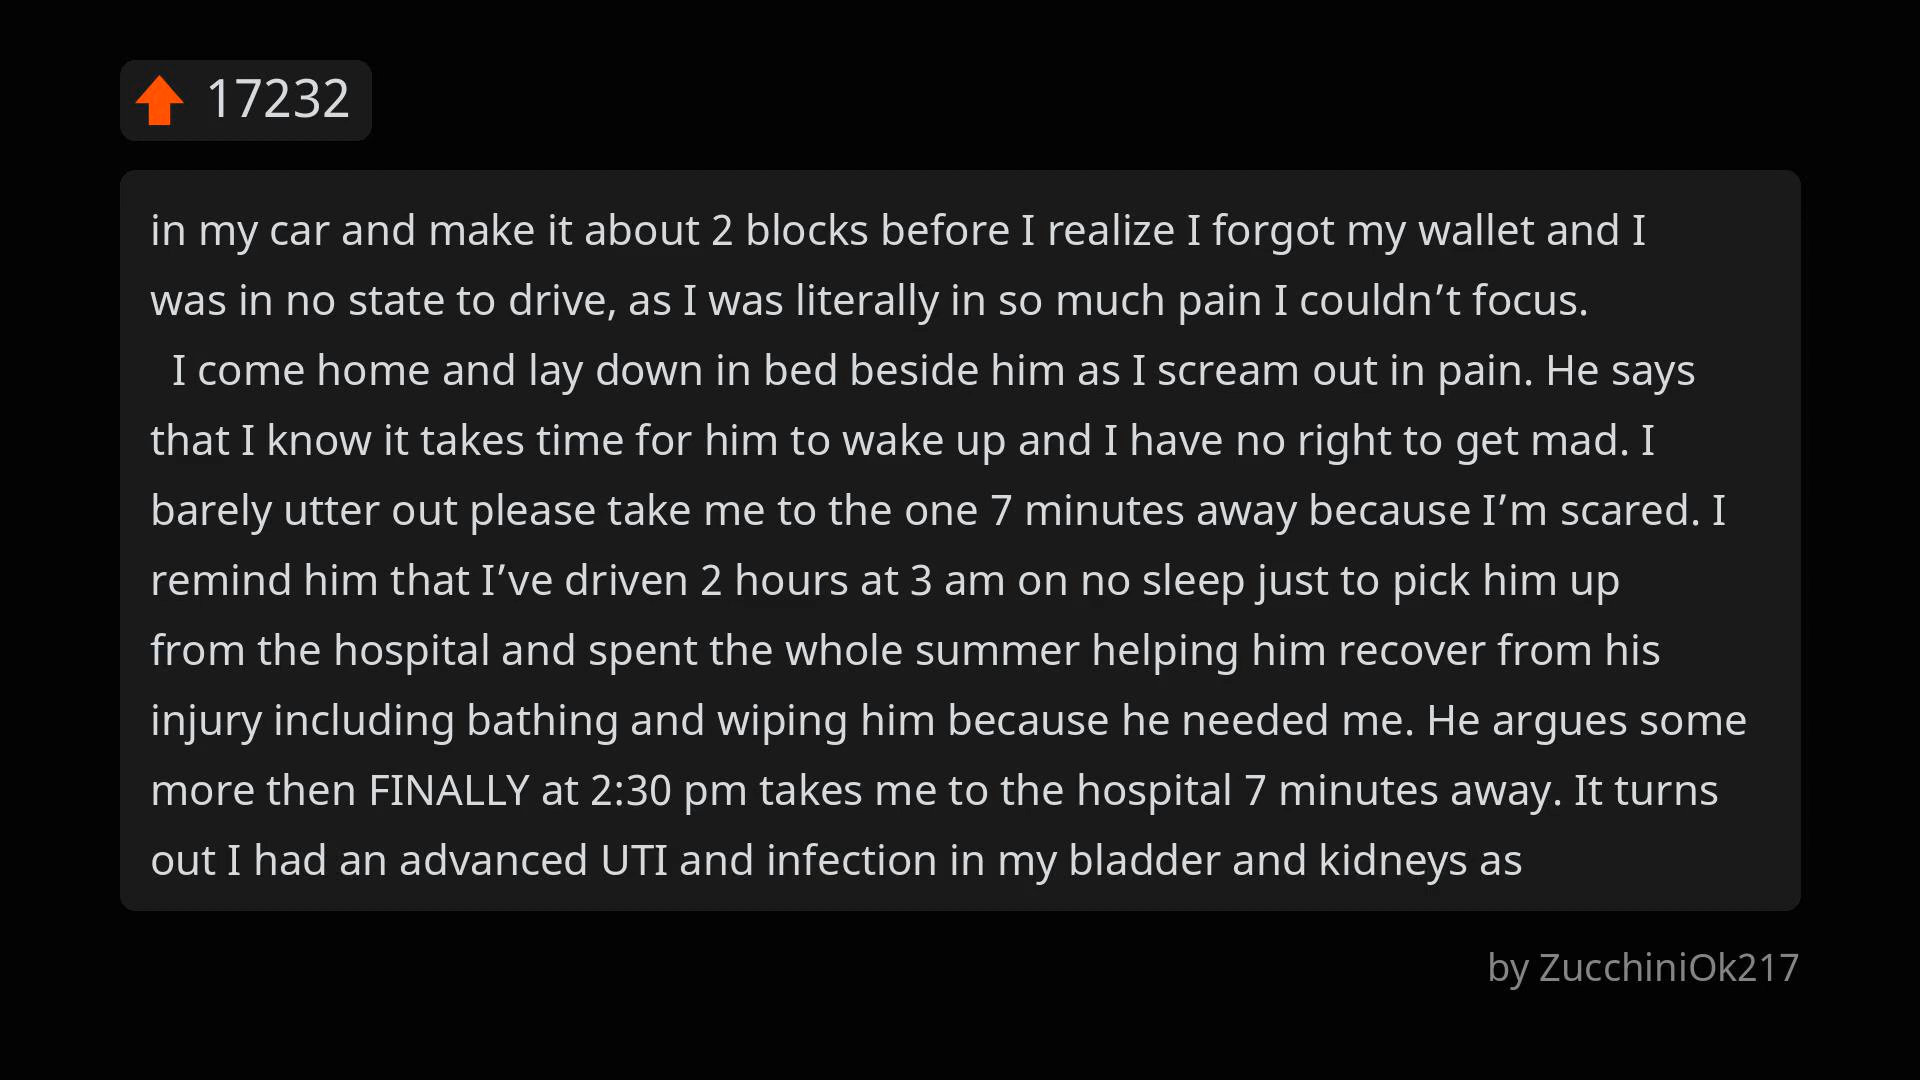 17232
in my car and make it about 2 blocks before I realize I forgot my wallet and I
was in no state to drive, as I was literally in so much pain I couldn’t focus.
I come home and lay down in bed beside him as I scream out in pain. He says
that I know it takes time for him to wake up and I have no right to get mad. I
barely utter out please take me to the one 7 minutes away because I’m scared. I
remind him that I’ve driven 2 hours at 3 am on no sleep just to pick him up
from the hospital and spent the whole summer helping him recover from his
injury including bathing and wiping him because he needed me. He argues some
more then FINALLY at 2:30 pm takes me to the hospital 7 minutes away. It turns
out I had an advanced UTI and infection in my bladder and kidneys as
by ZucchiniOk217